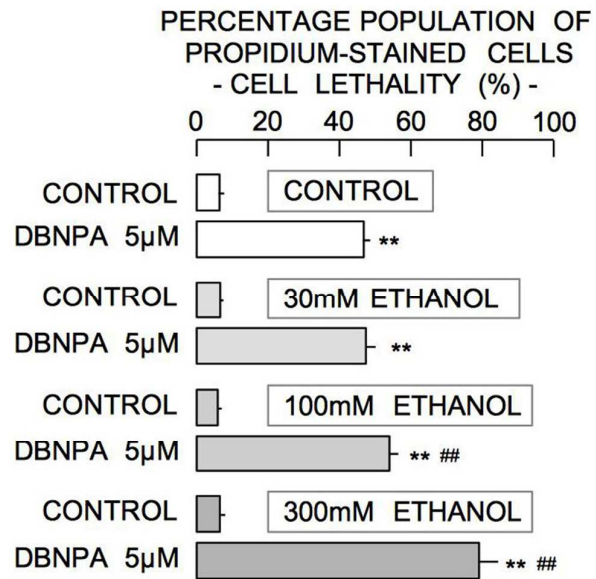 PERCENTAGE POPULATION OF
PROPIDIUM-STAINED CELLS
- CELL LETHALITY (%) -
0 20 40 60 80 100
CONTROL CONTROL
DBNPA 5µM **
CONTROL 30mM ETHANOL
DBNPA 5µM **
CONTROL 100mM ETHANOL
DBNPA 5µM ** ##
CONTROL 300mM ETHANOL
DBNPA 5µM ** ##